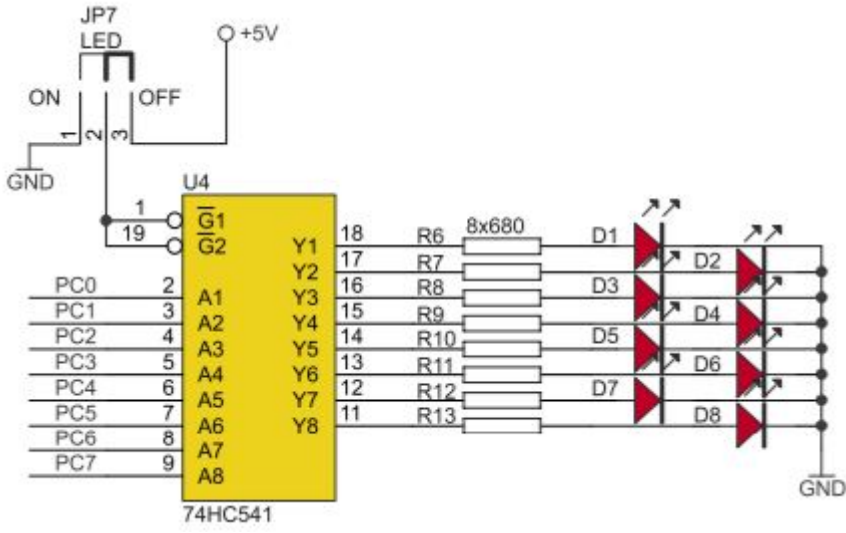 JP7
LED
+5V
ON
OFF
1
2
3
GND
U4
1
G1
19
G2
18
R6
8x680
D1
Y1
17
R7
D2
Y2
PC0
2
A1
16
R8
D3
Y3
PC1
3
A2
15
R9
D4
Y4
PC2
4
A3
14
R10
D5
Y5
PC3
5
A4
13
R11
D6
Y6
PC4
6
A5
12
R12
D7
Y7
PC5
7
A6
11
R13
D8
Y8
PC6
8
A7
PC7
9
A8
GND
74HC541